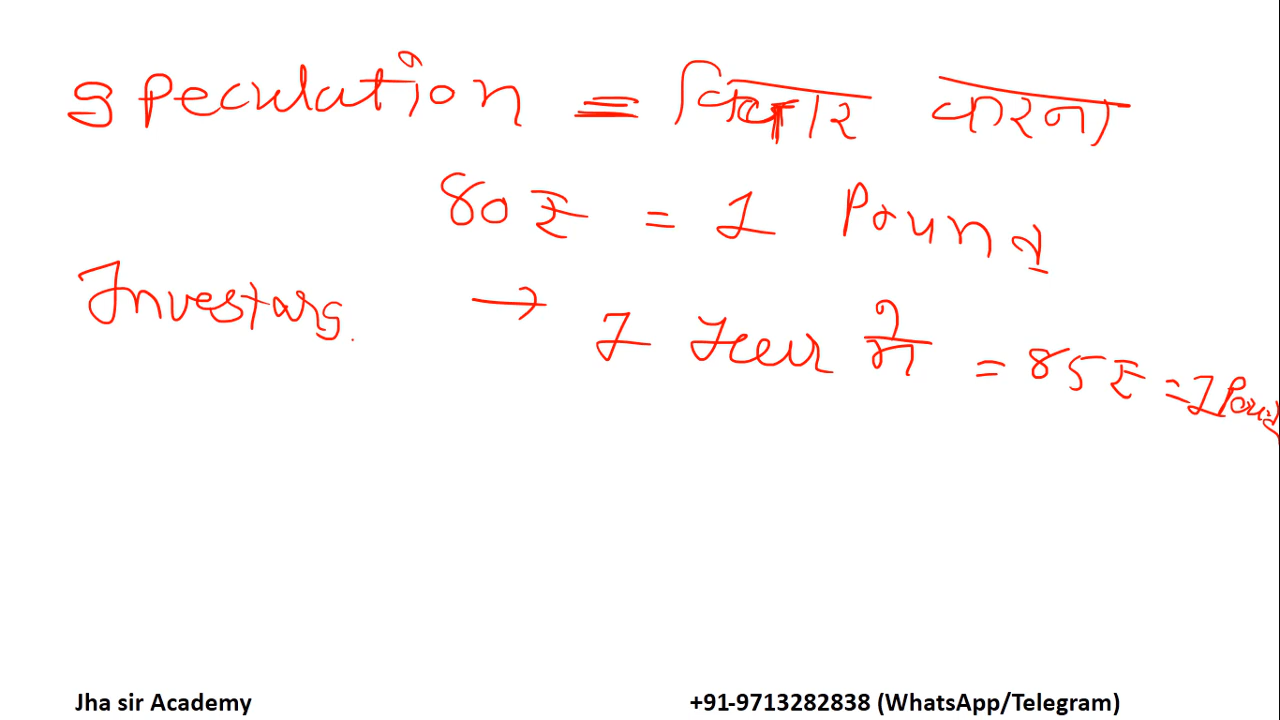 Speculation = विचार करना
80 ₹ = 1 Pound
Investors → 1 Year में = 85 ₹ = 1 Pound
Jha sir Academy +91-9713282838 (WhatsApp/Telegram)